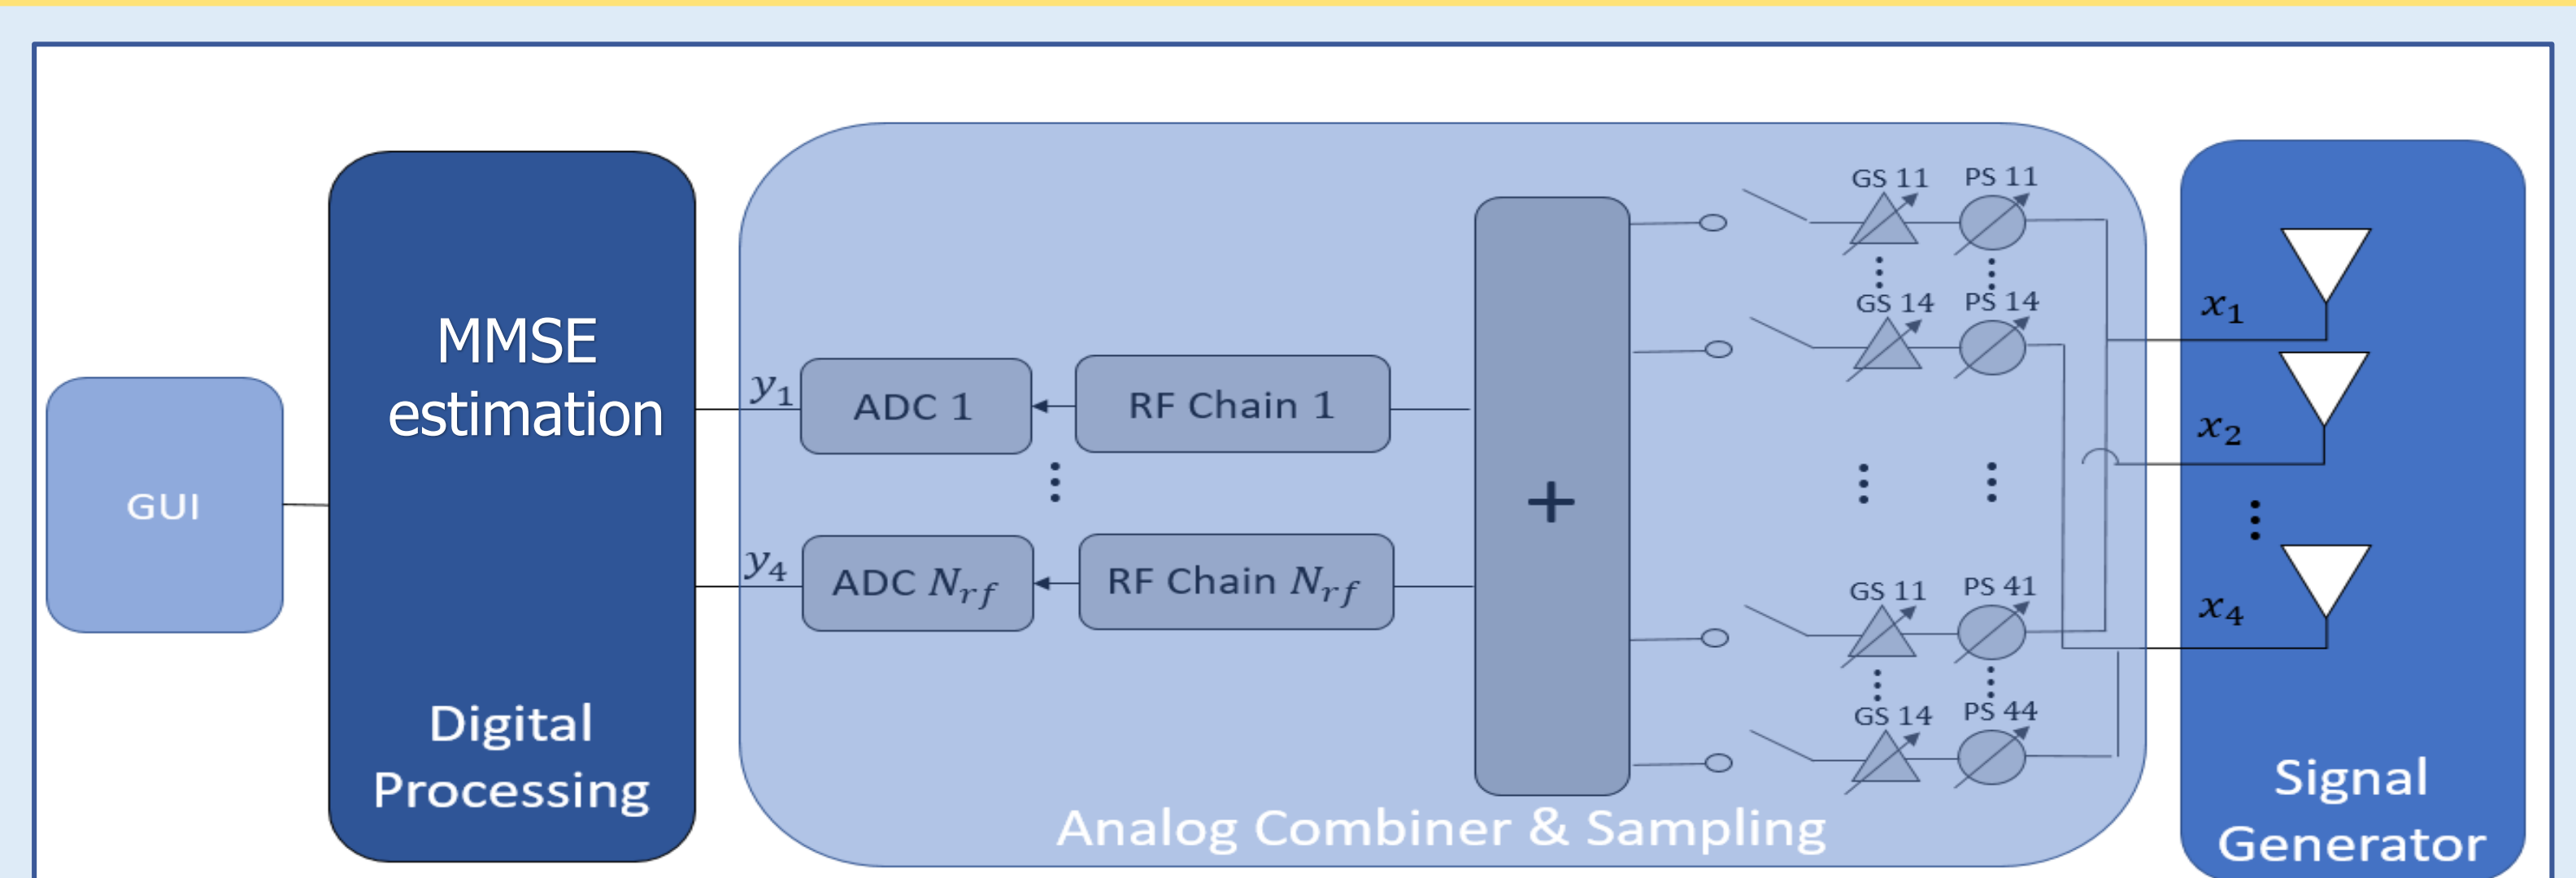 GUI
MMSE
estimation
Digital
Processing
y₁
ADC 1
RF Chain 1
y₄
ADC Nᵣf
RF Chain Nᵣf
+
GS 11
PS 11
GS 14
PS 14
GS 11
PS 41
GS 14
PS 44
Analog Combiner & Sampling
x₁
x₂
x₄
Signal
Generator